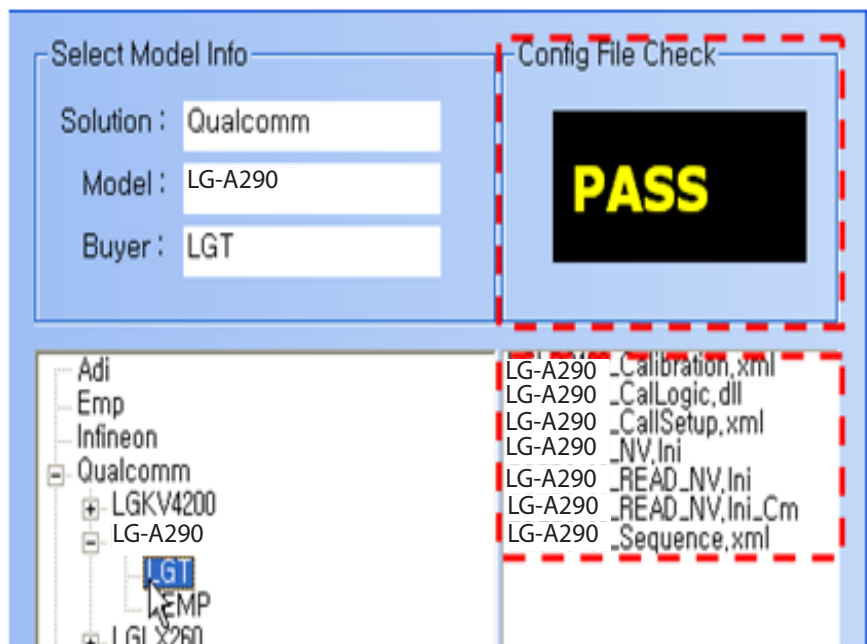 Select Model Info
Config File Check
Solution : Qualcomm
Model : LG-A290
Buyer : LGT
PASS
Adi
Emp
Infineon
Qualcomm
LGKV4200
LG-A290
LGT
EMP
LGLX260
LG-A290 _Calibration,xml
LG-A290 _CalLogic,dll
LG-A290 _CallSetup,xml
LG-A290 _NV,Ini
LG-A290 _READ_NV,Ini
LG-A290 _READ_NV,Ini_Cm
LG-A290 _Sequence,xml